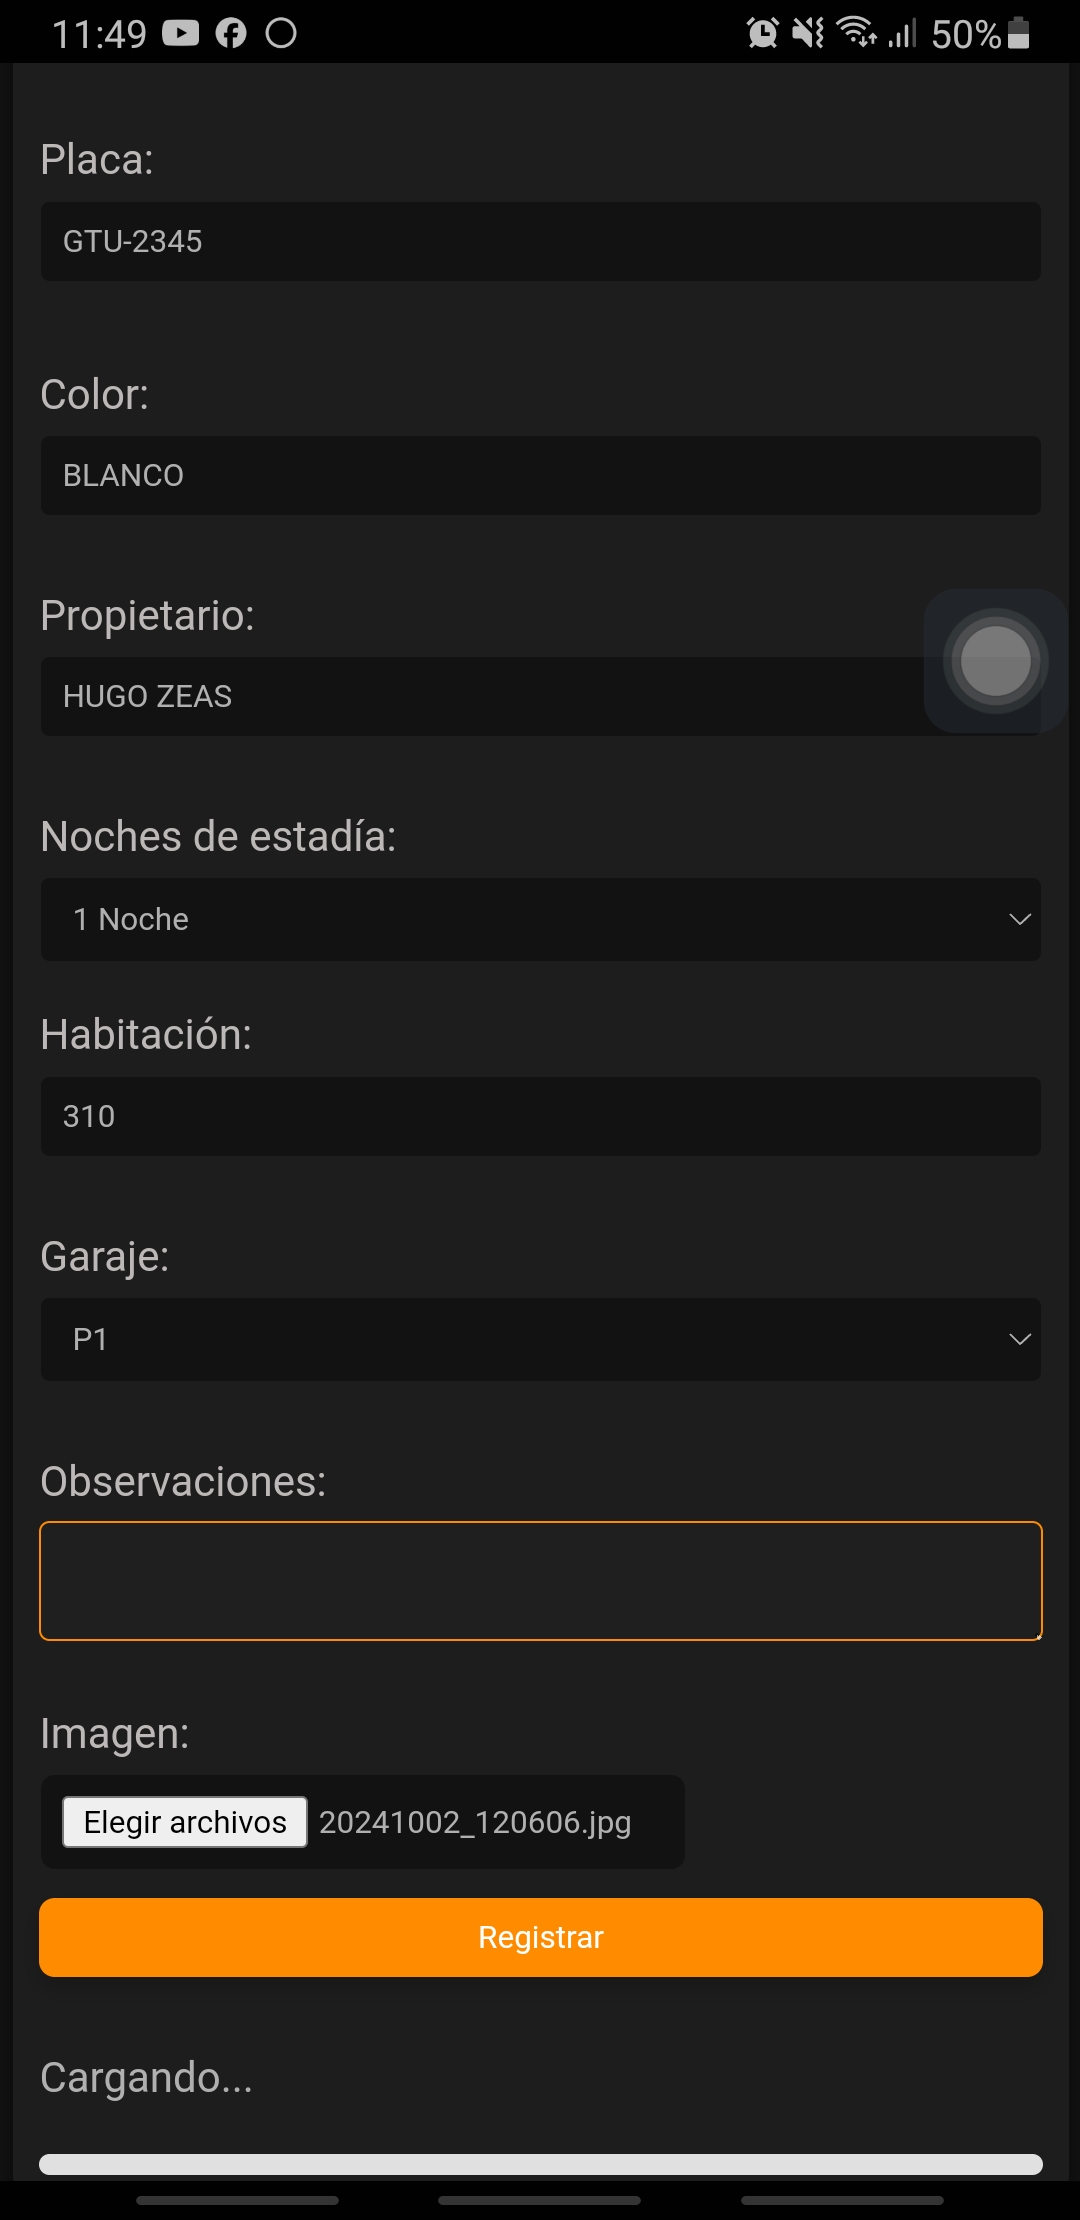 11:49
50%
Placa:
GTU-2345
Color:
BLANCO
Propietario:
HUGO ZEAS
Noches de estadía:
1 Noche
Habitación:
310
Garaje:
P1
Observaciones:
Imagen:
Elegir archivos 20241002_120606.jpg
Registrar
Cargando...